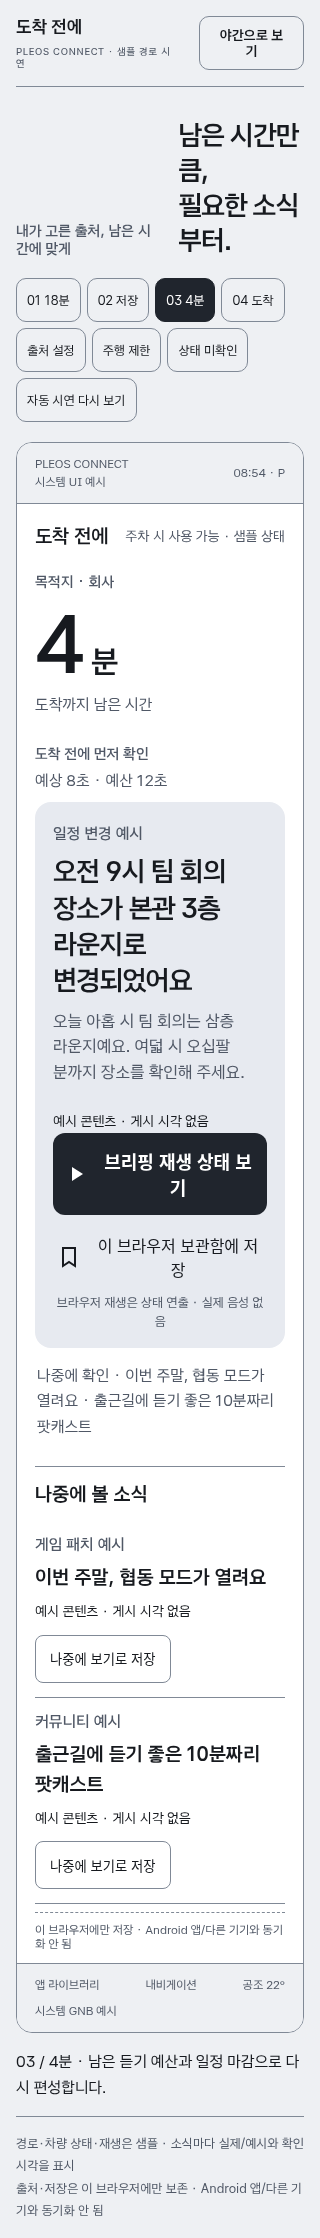 도착 전에
PLEOS CONNECT · 샘플 경로 시
연
야간으로 보
기
내가 고른 출처, 남은 시
간에 맞게
남은 시간만
큼,
필요한 소식
부터.
01 18분
02 저장
03 4분
04 도착
출처 설정
주행 제한
상태 미확인
자동 시연 다시 보기
PLEOS CONNECT
시스템 UI 예시
08:54 · P
도착 전에
주차 시 사용 가능 · 샘플 상태
목적지 · 회사
4분
도착까지 남은 시간
도착 전에 먼저 확인
예상 8초 · 예산 12초
일정 변경 예시
오전 9시 팀 회의
장소가 본관 3층
라운지로
변경되었어요
오늘 아홉 시 팀 회의는 삼층
라운지예요. 여덟 시 오십팔
분까지 장소를 확인해 주세요.
예시 콘텐츠 · 게시 시각 없음
브리핑 재생 상태 보
기
이 브라우저 보관함에 저
장
브라우저 재생은 상태 연출 · 실제 음성 없
음
나중에 확인 · 이번 주말, 협동 모드가
열려요 · 출근길에 듣기 좋은 10분짜리
팟캐스트
나중에 볼 소식
게임 패치 예시
이번 주말, 협동 모드가 열려요
예시 콘텐츠 · 게시 시각 없음
나중에 보기로 저장
커뮤니티 예시
출근길에 듣기 좋은 10분짜리
팟캐스트
예시 콘텐츠 · 게시 시각 없음
나중에 보기로 저장
이 브라우저에만 저장 · Android 앱/다른 기기와 동기
화 안 됨
앱 라이브러리
내비게이션
공조 22°
시스템 GNB 예시
03 / 4분 · 남은 듣기 예산과 일정 마감으로 다
시 편성합니다.
경로·차량 상태·재생은 샘플 · 소식마다 실제/예시와 확인
시각을 표시
출처·저장은 이 브라우저에만 보존 · Android 앱/다른 기
기와 동기화 안 됨